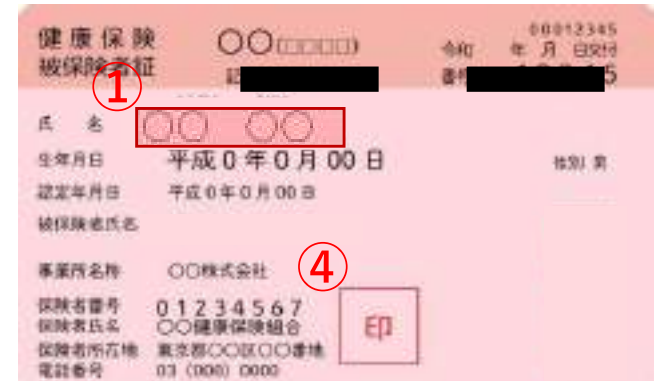 健康保険 〇〇(□□□□) 00012345
被保険者証 記 令和 年 月 日交付
番号 5
①
氏 名 〇〇 〇〇
生年月日 平成0年0月00日 性別 男
認定年月日 平成0年0月00日
被保険者氏名
事業所名称 〇〇株式会社 ④
保険者番号 01234567
保険者氏名 〇〇健康保険組合 印
保険者所在地 東京都〇〇区〇〇番地
電話番号 03 (000) 0000